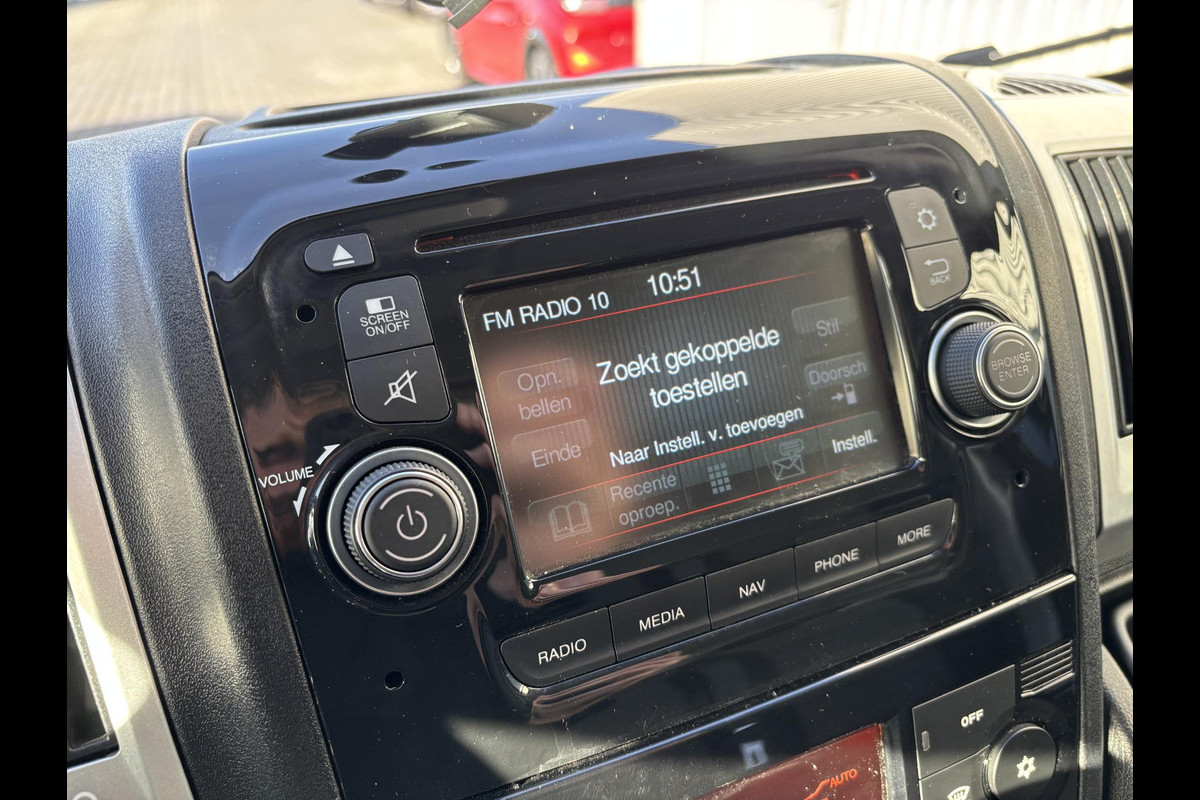 SCREEN
ON/OFF
VOLUME
FM RADIO 10
10:51
Opn.
bellen
Zoekt gekoppelde
toestellen
Stil
Doorsch
Einde
Naar Instell. v. toevoegen
Recente
oproep.
Instell.
BACK
BROWSE
ENTER
RADIO
MEDIA
NAV
PHONE
MORE
OFF
AUTO